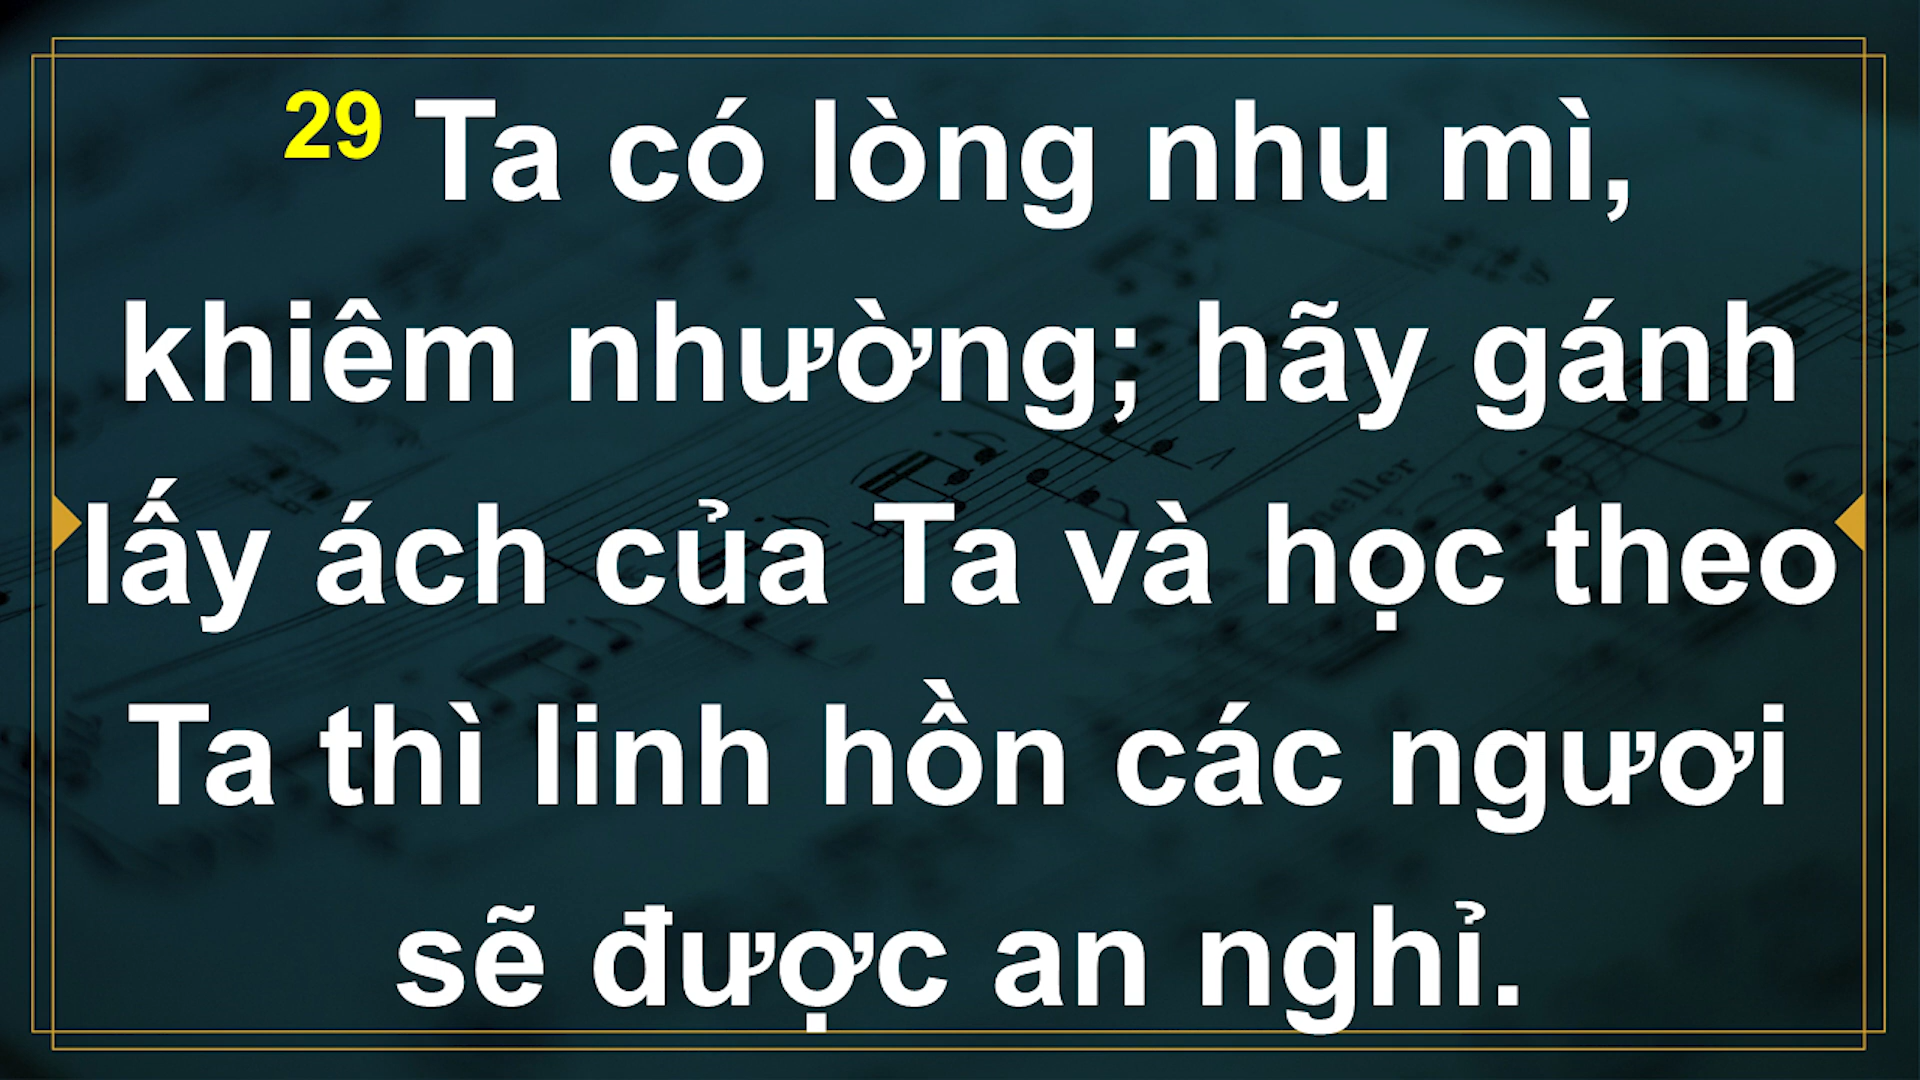 29 Ta có lòng nhu mì,
khiêm nhường; hãy gánh
lấy ách của Ta và học theo
Ta thì linh hồn các ngươi
sẽ được an nghỉ.